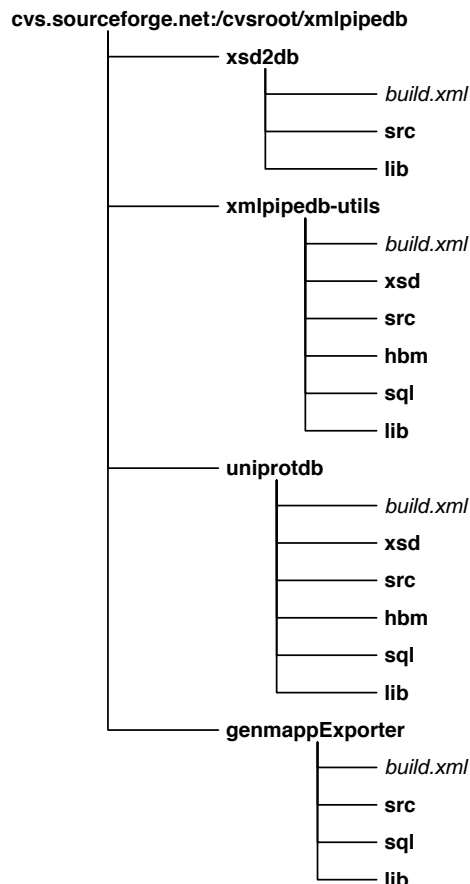 cvs.sourceforge.net:/cvsroot/xmlpipedb
xsd2db
build.xml
src
lib
xmlpipedb-utils
build.xml
xsd
src
hbm
sql
lib
uniprotdb
build.xml
xsd
src
hbm
sql
lib
genmappExporter
build.xml
src
sql
lib